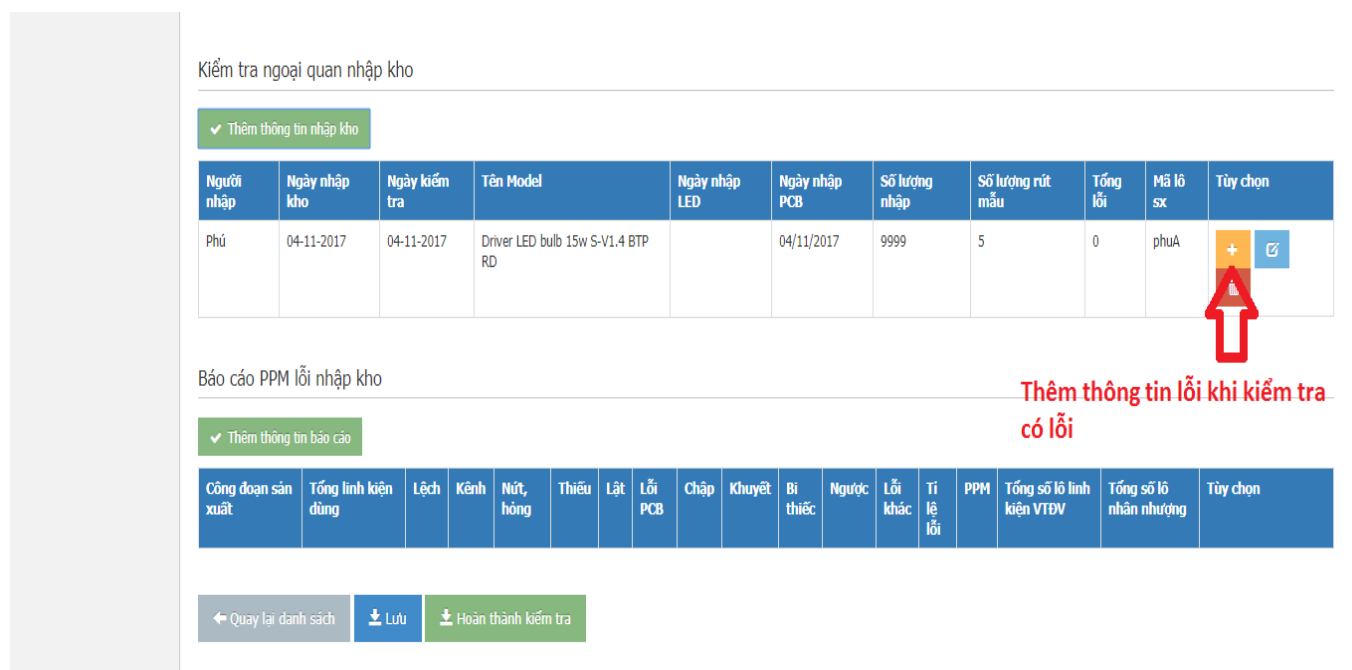 Kiểm tra ngoại quan nhập kho
Thêm thông tin nhập kho
Người nhập Ngày nhập kho Ngày kiểm tra Tên Model Ngày nhập LED Ngày nhập PCB Số lượng nhập Số lượng rút mẫu Tổng lỗi Mã lô sx Tùy chọn
Phú 04-11-2017 04-11-2017 Driver LED bulb 15w S-V1.4 BTP RD 04/11/2017 9999 5 0 phuA
Báo cáo PPM lỗi nhập kho
Thêm thông tin lỗi khi kiểm tra
có lỗi
Thêm thông tin báo cáo
Công đoạn sản xuất Tổng linh kiện dùng Lệch Kênh Nứt, hỏng Thiếu Lật Lỗi PCB Chập Khuyết Bi thiếc Ngược Lỗi khác Tỉ lệ lỗi PPM Tổng số lô linh kiện VTĐV Tổng số lô nhân nhượng Tùy chọn
Quay lại danh sách Lưu Hoàn thành kiểm tra